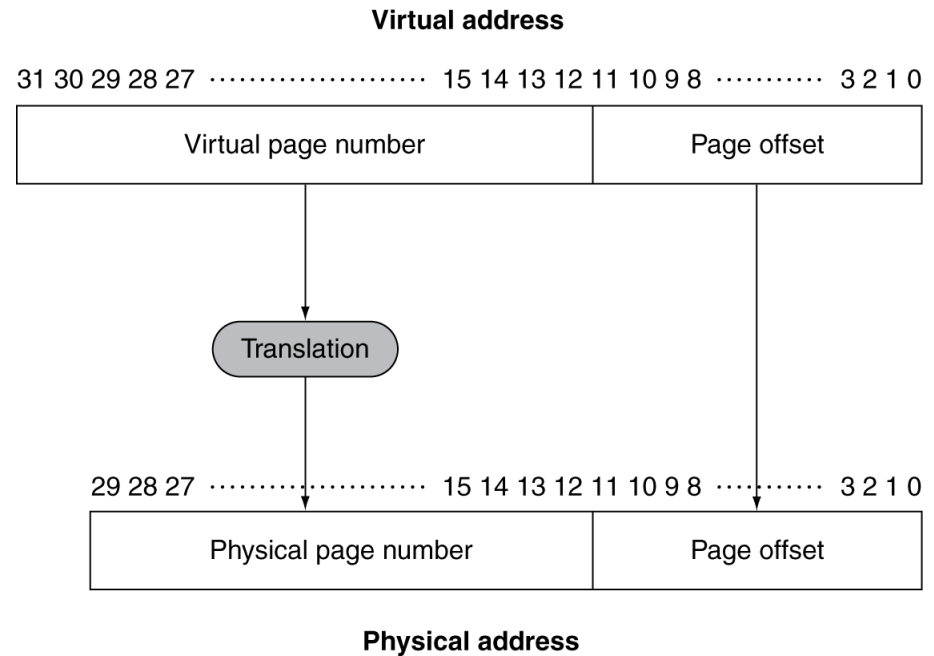 Virtual address
31 30 29 28 27 ····················· 15 14 13 12 11 10 9 8 ··········· 3 2 1 0
Virtual page number Page offset
Translation
29 28 27 ····················· 15 14 13 12 11 10 9 8 ··········· 3 2 1 0
Physical page number Page offset
Physical address